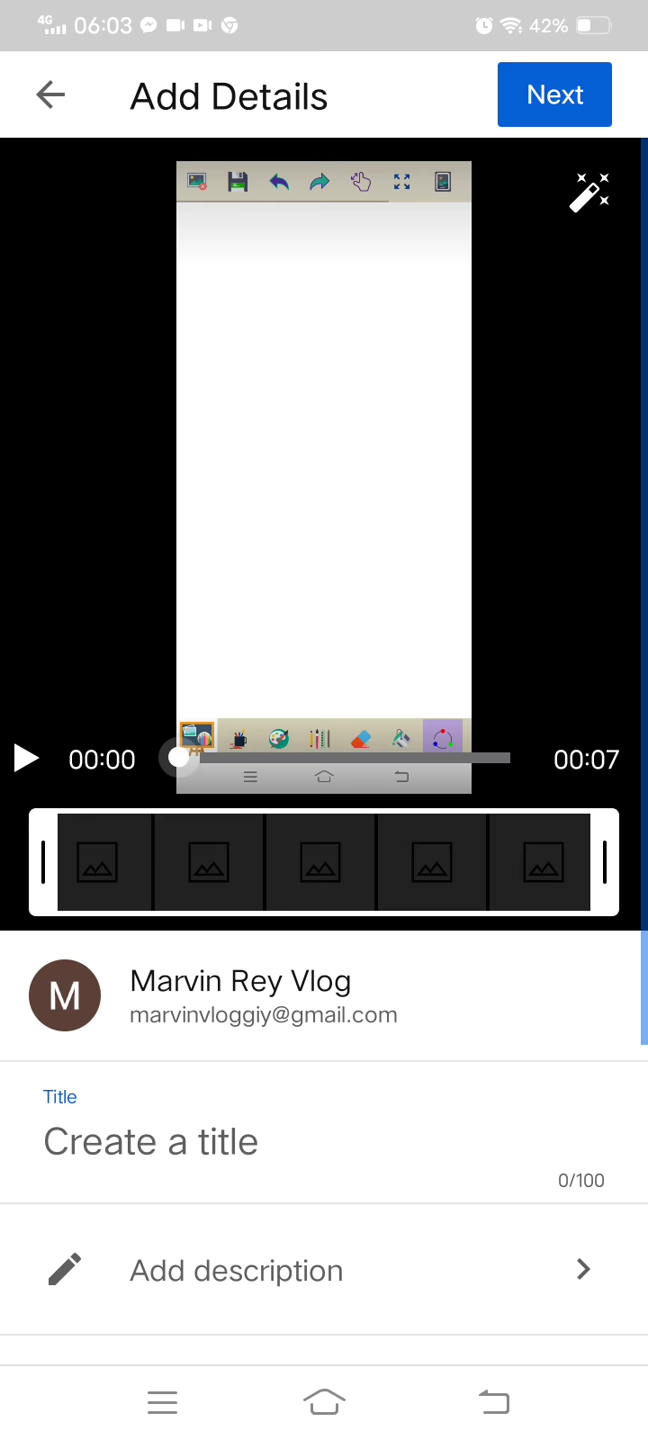 4G 06:03 42%
Add Details Next
00:00 00:07
M Marvin Rey Vlog
marvinvloggiy@gmail.com
Title
Create a title
0/100
Add description